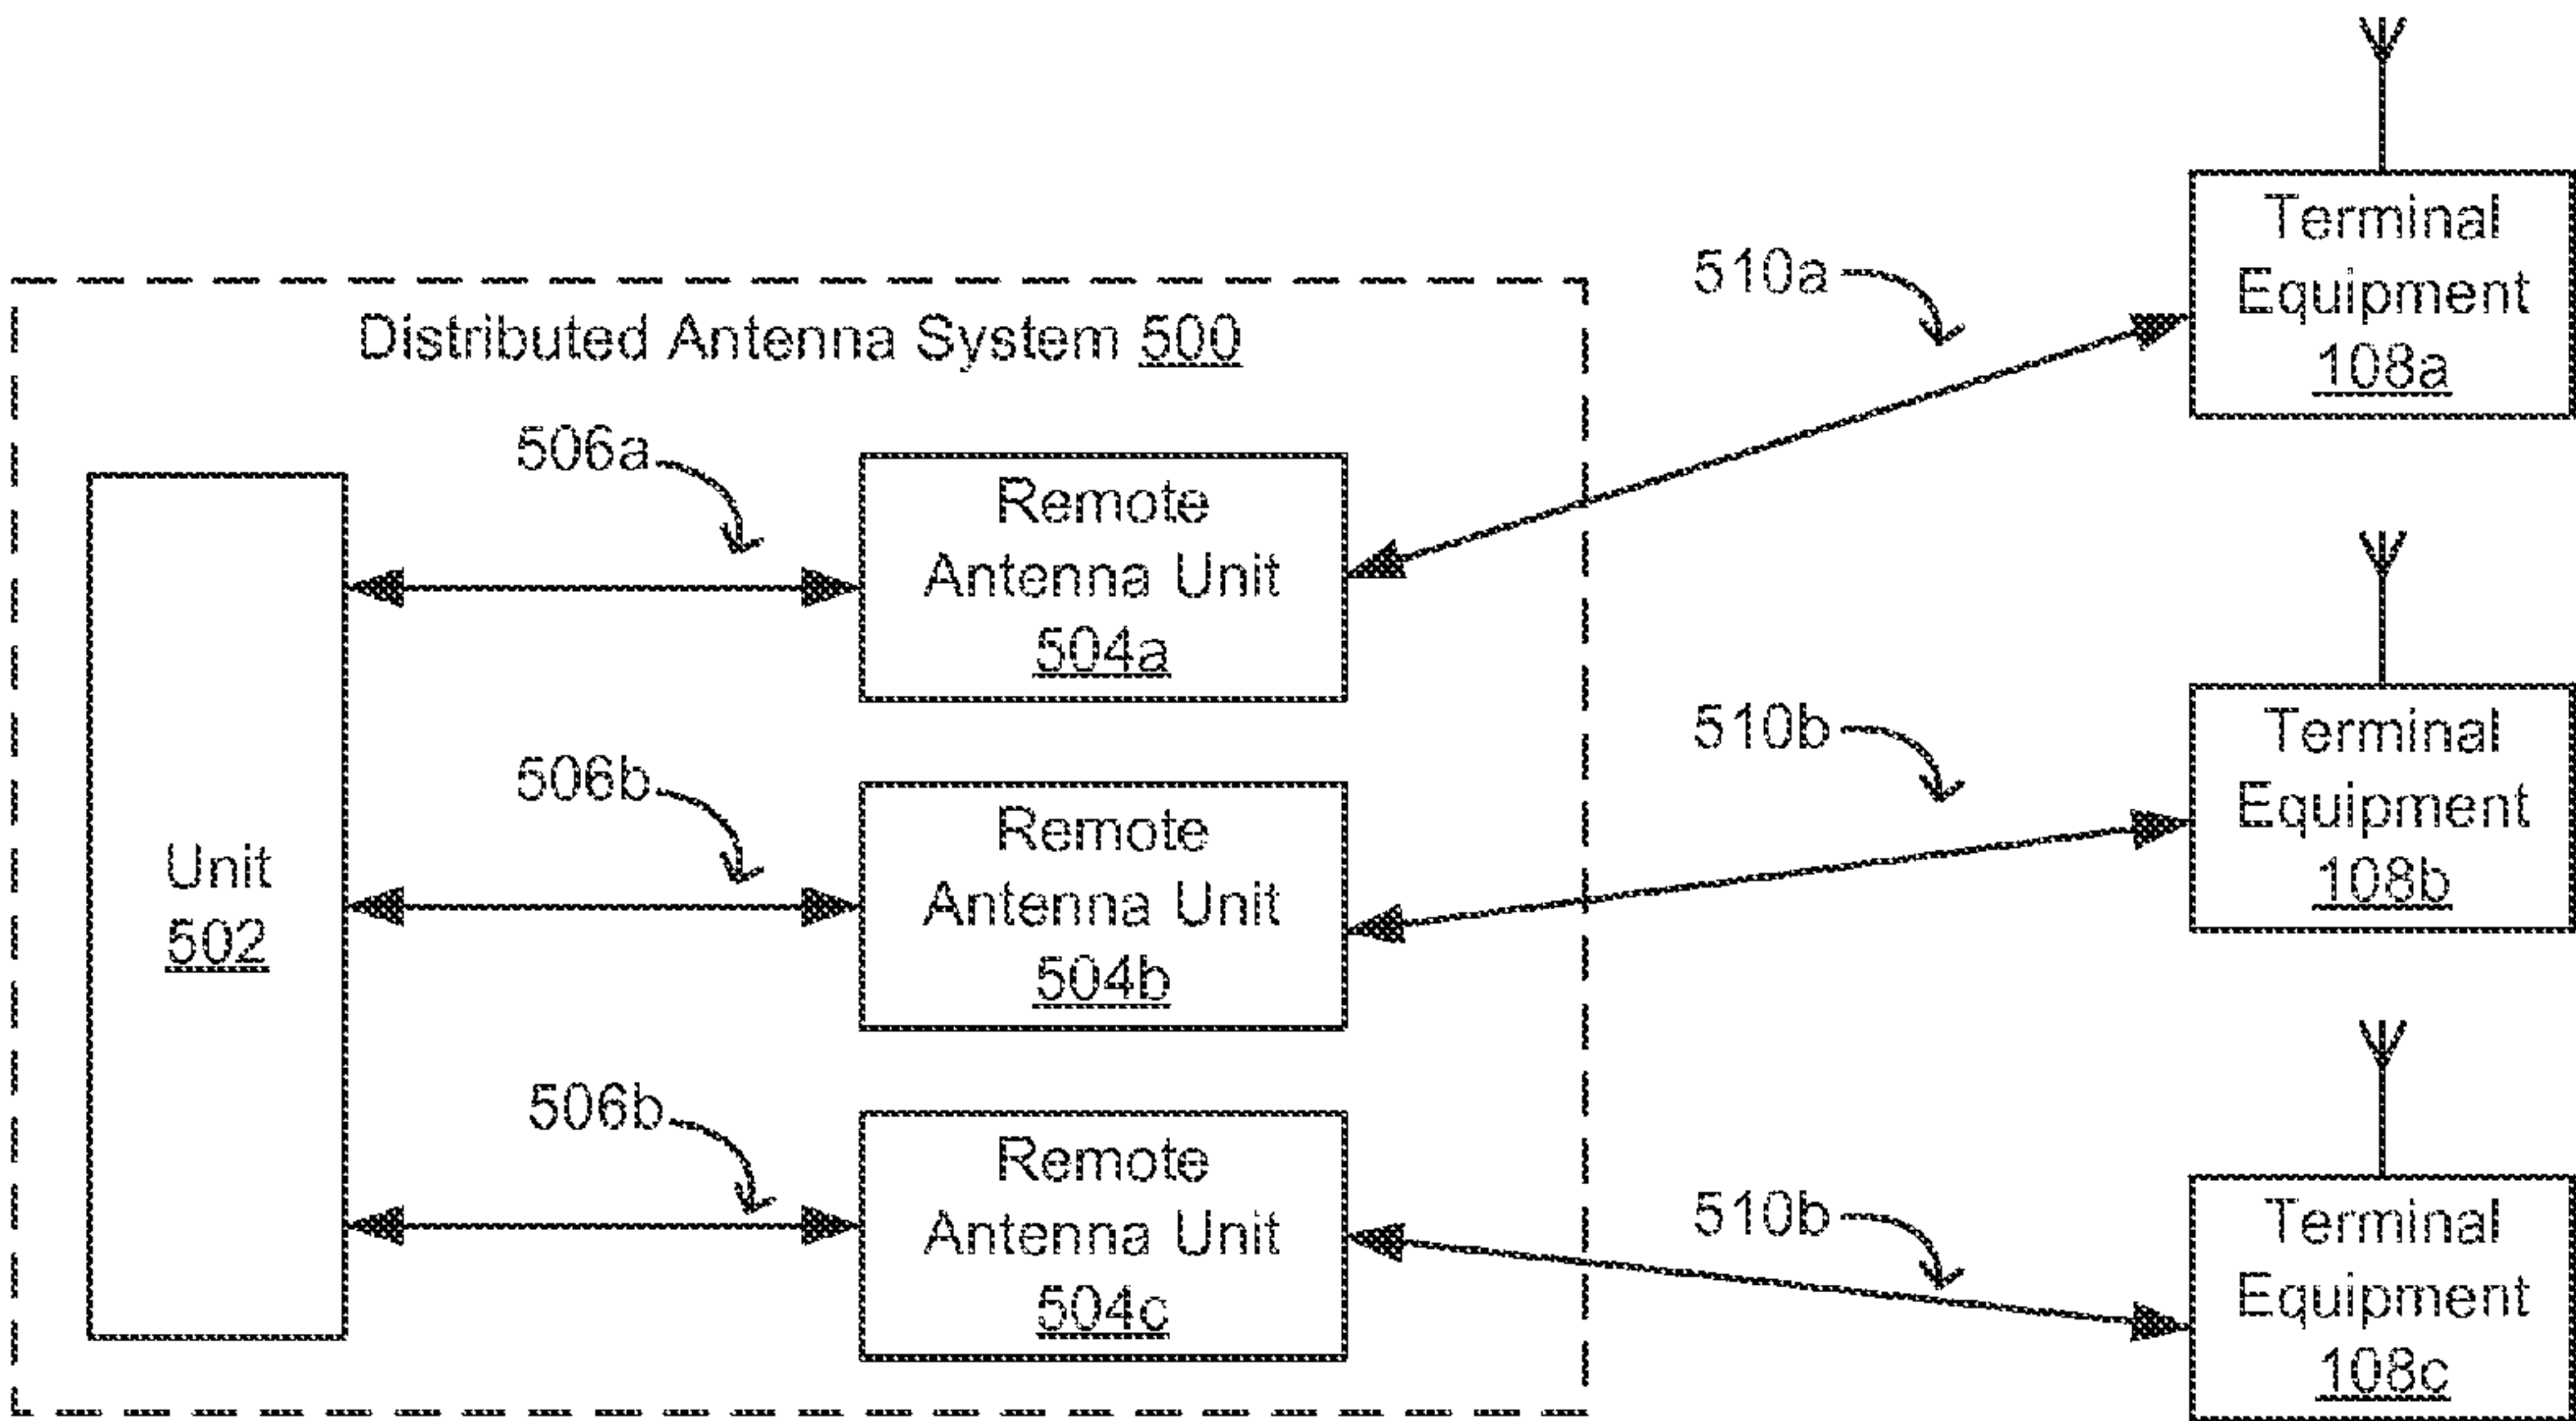 Distributed Antenna System 500
Unit
502
506a
Remote
Antenna Unit
504a
506b
Remote
Antenna Unit
504b
506b
Remote
Antenna Unit
504c
510a
Terminal
Equipment
108a
510b
Terminal
Equipment
108b
510b
Terminal
Equipment
108c